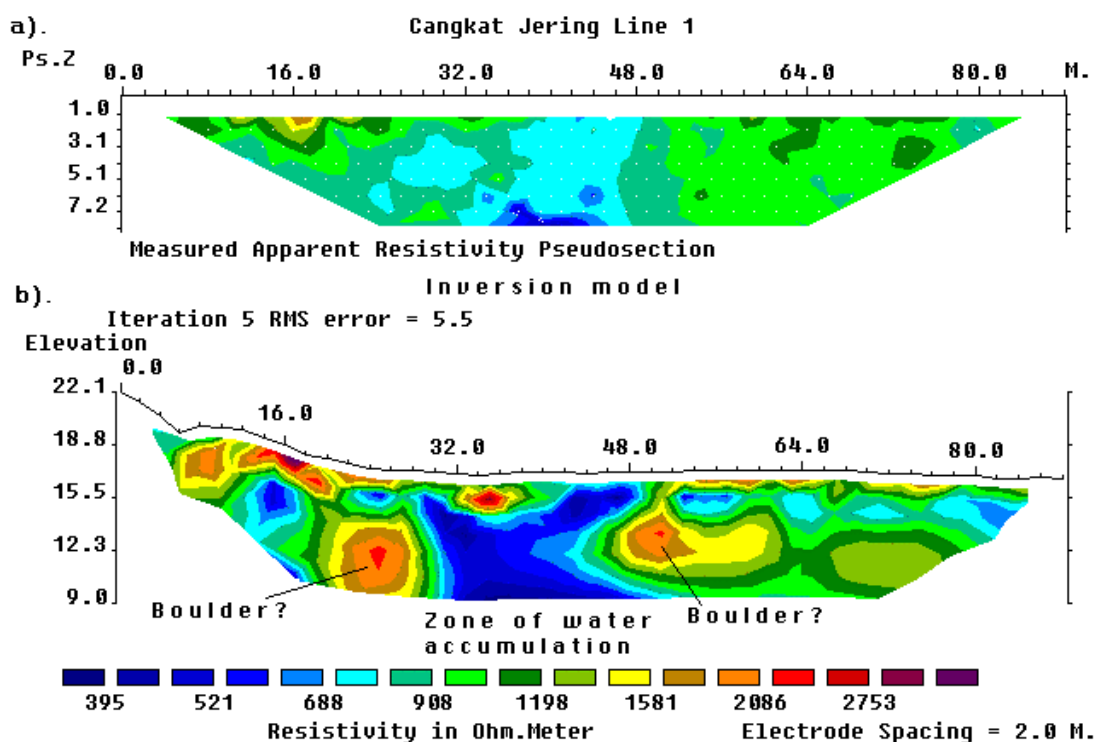 a).
Cangkat Jering Line 1
Ps.Z 0.0 16.0 32.0 48.0 64.0 80.0 M.
1.0
3.1
5.1
7.2
Measured Apparent Resistivity Pseudosection
b).
Inversion model
Iteration 5 RMS error = 5.5
Elevation
0.0
22.1
16.0
18.8
32.0 48.0 64.0 80.0
15.5
12.3
9.0
Boulder?
Zone of water
accumulation
Boulder?
395 521 688 908 1198 1581 2086 2753
Resistivity in Ohm.Meter Electrode Spacing = 2.0 M.